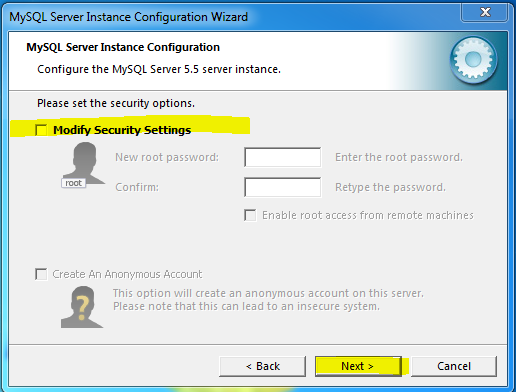 MySQL Server Instance Configuration Wizard
MySQL Server Instance Configuration
Configure the MySQL Server 5.5 server instance.
Please set the security options.
Modify Security Settings
New root password: Enter the root password.
root
Confirm: Retype the password.
Enable root access from remote machines
Create An Anonymous Account
This option will create an anonymous account on this server.
Please note that this can lead to an insecure system.
< Back Next > Cancel